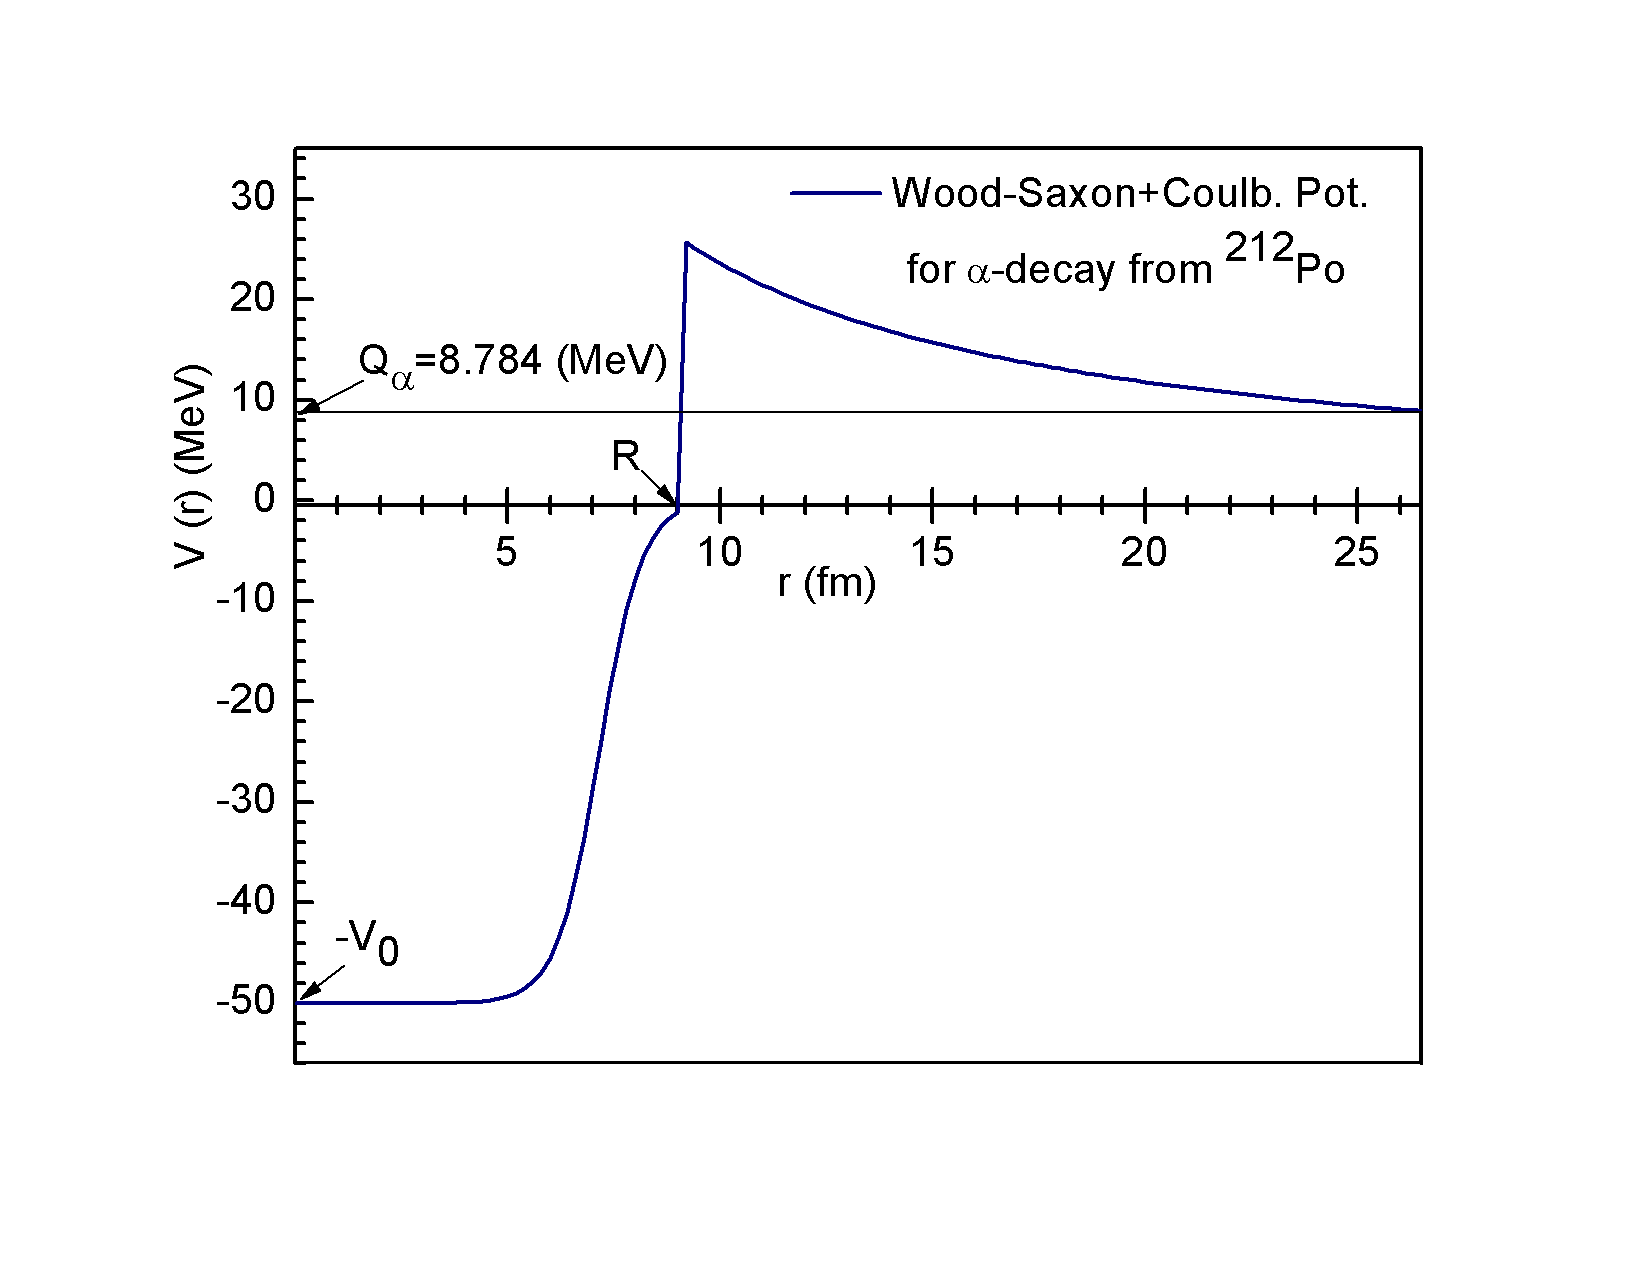 Wood-Saxon+Coulb. Pot.
for α-decay from ²¹²Po
30
20
Qα=8.784 (MeV)
10
R
0
5
10
15
20
25
r (fm)
V (r) (MeV)
-10
-20
-30
-40
-V₀
-50